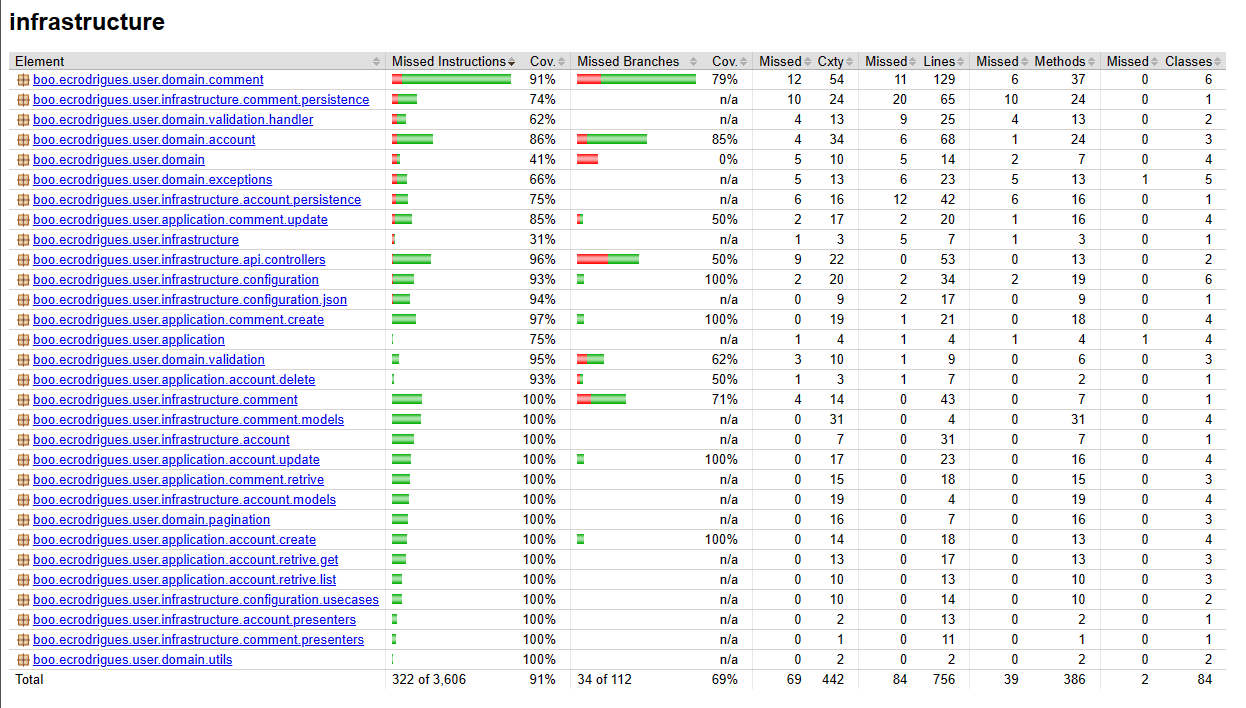 infrastructure
Element Missed Instructions Cov. Missed Branches Cov. Missed Cxty Missed Lines Missed Methods Missed Classes
boo.ecrodrigues.user.domain.comment 91% 79% 12 54 11 129 6 37 0 6
boo.ecrodrigues.user.infrastructure.comment.persistence 74% n/a 10 24 20 65 10 24 0 1
boo.ecrodrigues.user.domain.validation.handler 62% n/a 4 13 9 25 4 13 0 2
boo.ecrodrigues.user.domain.account 86% 85% 4 34 6 68 1 24 0 3
boo.ecrodrigues.user.domain 41% 0% 5 10 5 14 2 7 0 4
boo.ecrodrigues.user.domain.exceptions 66% n/a 5 13 6 23 5 13 1 5
boo.ecrodrigues.user.infrastructure.account.persistence 75% n/a 6 16 12 42 6 16 0 1
boo.ecrodrigues.user.application.comment.update 85% 50% 2 17 2 20 1 16 0 4
boo.ecrodrigues.user.infrastructure 31% n/a 1 3 5 7 1 3 0 1
boo.ecrodrigues.user.infrastructure.api.controllers 96% 50% 9 22 0 53 0 13 0 2
boo.ecrodrigues.user.infrastructure.configuration 93% 100% 2 20 2 34 2 19 0 6
boo.ecrodrigues.user.infrastructure.configuration.json 94% n/a 0 9 2 17 0 9 0 1
boo.ecrodrigues.user.application.comment.create 97% 100% 0 19 1 21 0 18 0 4
boo.ecrodrigues.user.application 75% n/a 1 4 1 4 1 4 1 4
boo.ecrodrigues.user.domain.validation 95% 62% 3 10 1 9 0 6 0 3
boo.ecrodrigues.user.application.account.delete 93% 50% 1 3 1 7 0 2 0 1
boo.ecrodrigues.user.infrastructure.comment 100% 71% 4 14 0 43 0 7 0 1
boo.ecrodrigues.user.infrastructure.comment.models 100% n/a 0 31 0 4 0 31 0 4
boo.ecrodrigues.user.infrastructure.account 100% n/a 0 7 0 31 0 7 0 1
boo.ecrodrigues.user.application.account.update 100% 100% 0 17 0 23 0 16 0 4
boo.ecrodrigues.user.application.comment.retrive 100% n/a 0 15 0 18 0 15 0 3
boo.ecrodrigues.user.infrastructure.account.models 100% n/a 0 19 0 4 0 19 0 4
boo.ecrodrigues.user.domain.pagination 100% n/a 0 16 0 7 0 16 0 3
boo.ecrodrigues.user.application.account.create 100% 100% 0 14 0 18 0 13 0 4
boo.ecrodrigues.user.application.account.retrive.get 100% n/a 0 13 0 17 0 13 0 3
boo.ecrodrigues.user.application.account.retrive.list 100% n/a 0 10 0 13 0 10 0 3
boo.ecrodrigues.user.infrastructure.configuration.usecases 100% n/a 0 10 0 14 0 10 0 2
boo.ecrodrigues.user.infrastructure.account.presenters 100% n/a 0 2 0 13 0 2 0 1
boo.ecrodrigues.user.infrastructure.comment.presenters 100% n/a 0 1 0 11 0 1 0 1
boo.ecrodrigues.user.domain.utils 100% n/a 0 2 0 2 0 2 0 2
Total 322 of 3,606 91% 34 of 112 69% 69 442 84 756 39 386 2 84